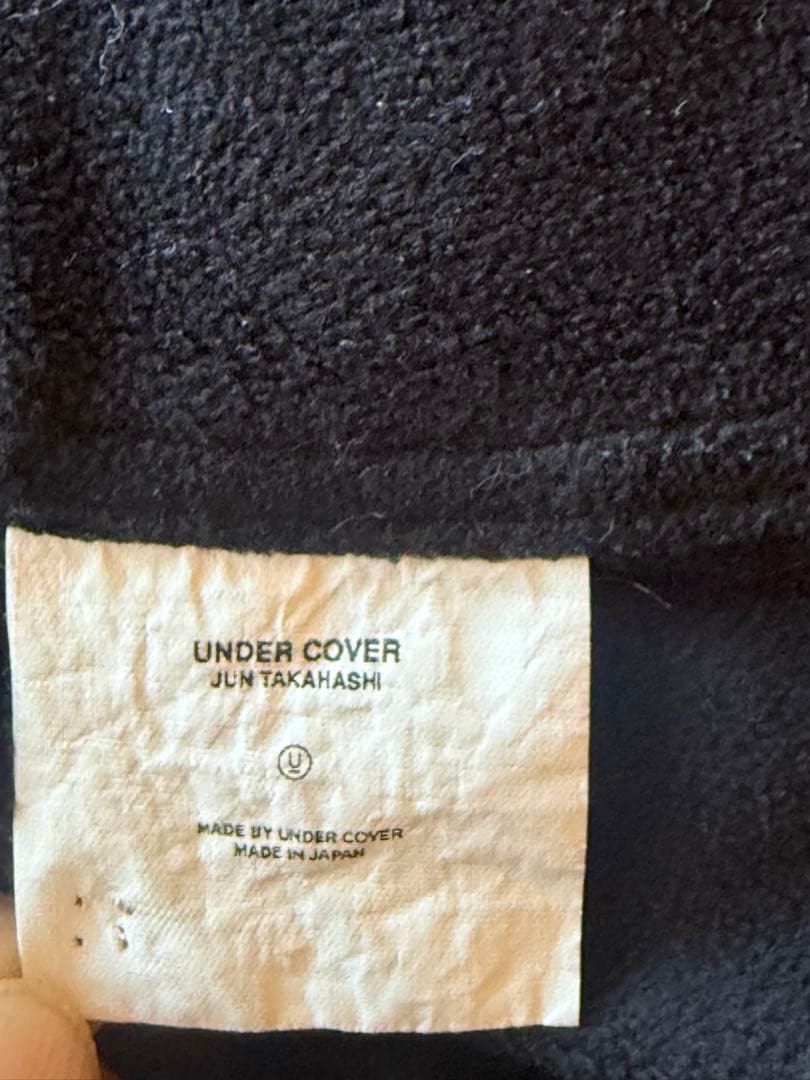 UNDER COVER
JUN TAKAHASHI
U
MADE BY UNDER COVER
MADE IN JAPAN